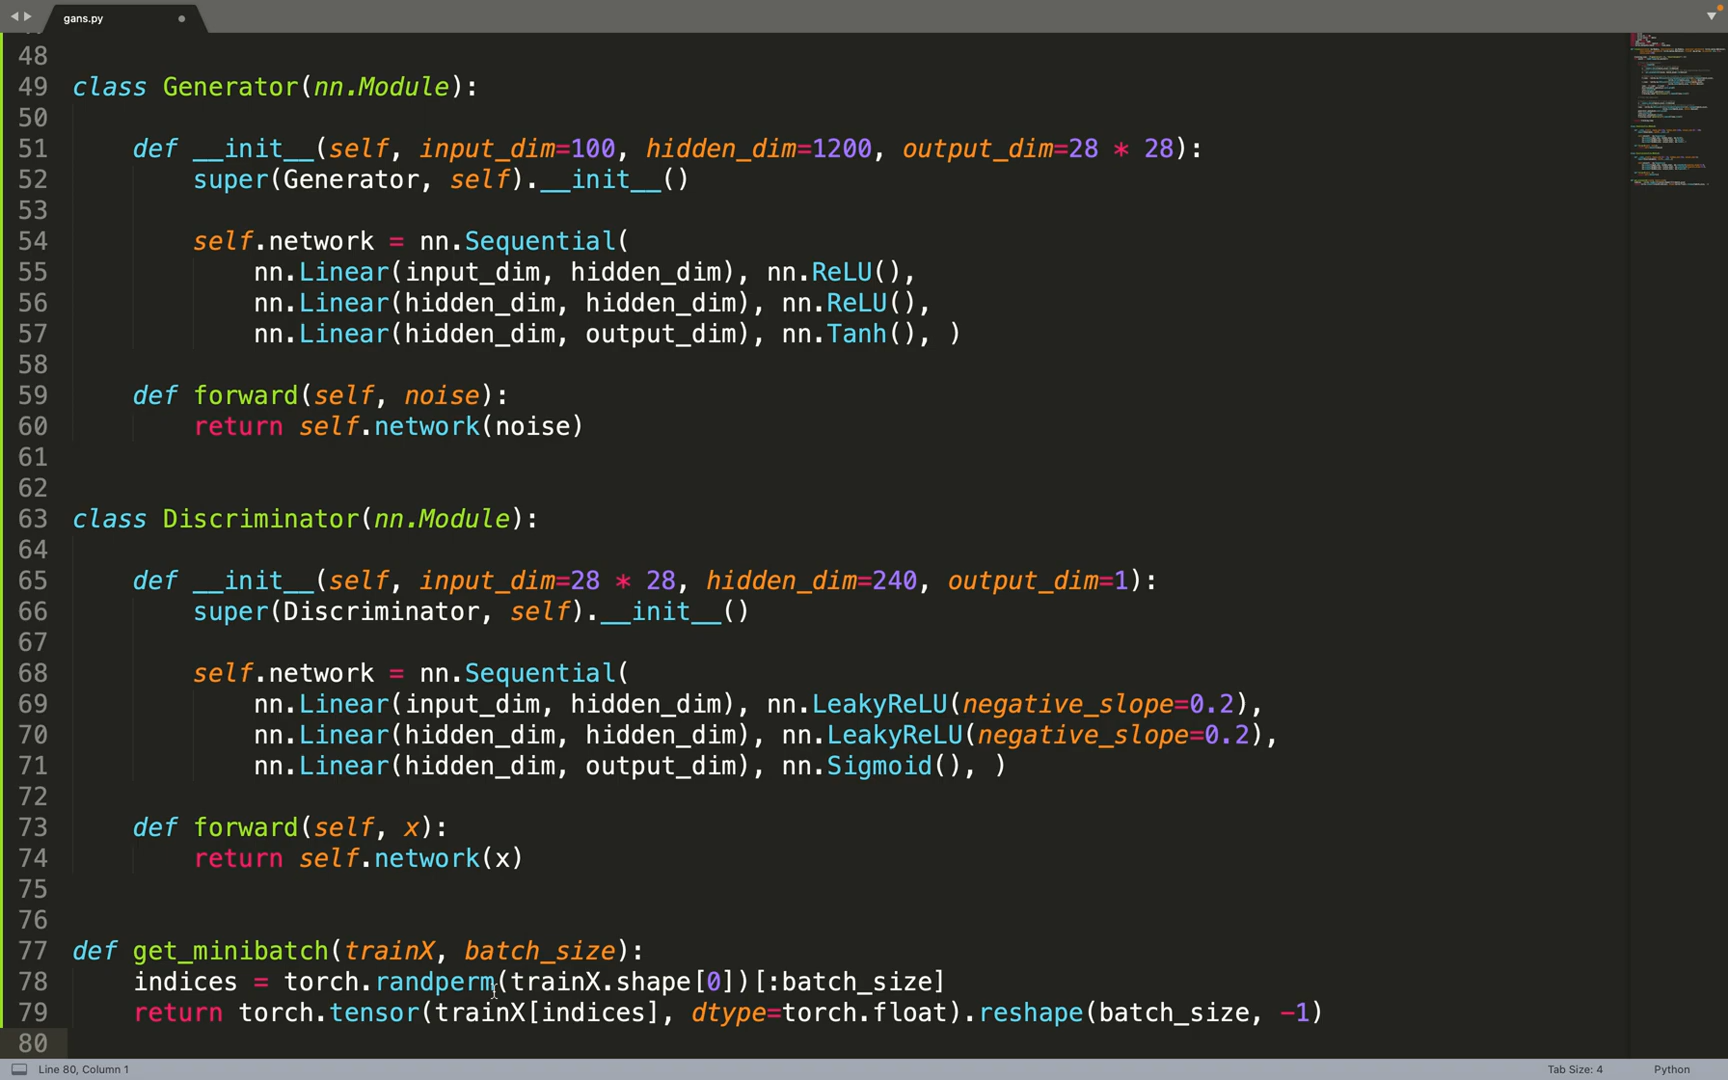 gans.py
48
49 class Generator(nn.Module):
50
51     def __init__(self, input_dim=100, hidden_dim=1200, output_dim=28 * 28):
52         super(Generator, self).__init__()
53
54         self.network = nn.Sequential(
55             nn.Linear(input_dim, hidden_dim), nn.ReLU(),
56             nn.Linear(hidden_dim, hidden_dim), nn.ReLU(),
57             nn.Linear(hidden_dim, output_dim), nn.Tanh(), )
58
59     def forward(self, noise):
60         return self.network(noise)
61
62
63 class Discriminator(nn.Module):
64
65     def __init__(self, input_dim=28 * 28, hidden_dim=240, output_dim=1):
66         super(Discriminator, self).__init__()
67
68         self.network = nn.Sequential(
69             nn.Linear(input_dim, hidden_dim), nn.LeakyReLU(negative_slope=0.2),
70             nn.Linear(hidden_dim, hidden_dim), nn.LeakyReLU(negative_slope=0.2),
71             nn.Linear(hidden_dim, output_dim), nn.Sigmoid(), )
72
73     def forward(self, x):
74         return self.network(x)
75
76
77 def get_minibatch(trainX, batch_size):
78     indices = torch.randperm(trainX.shape[0])[:batch_size]
79     return torch.tensor(trainX[indices], dtype=torch.float).reshape(batch_size, -1)
80
Line 80, Column 1
Tab Size: 4
Python